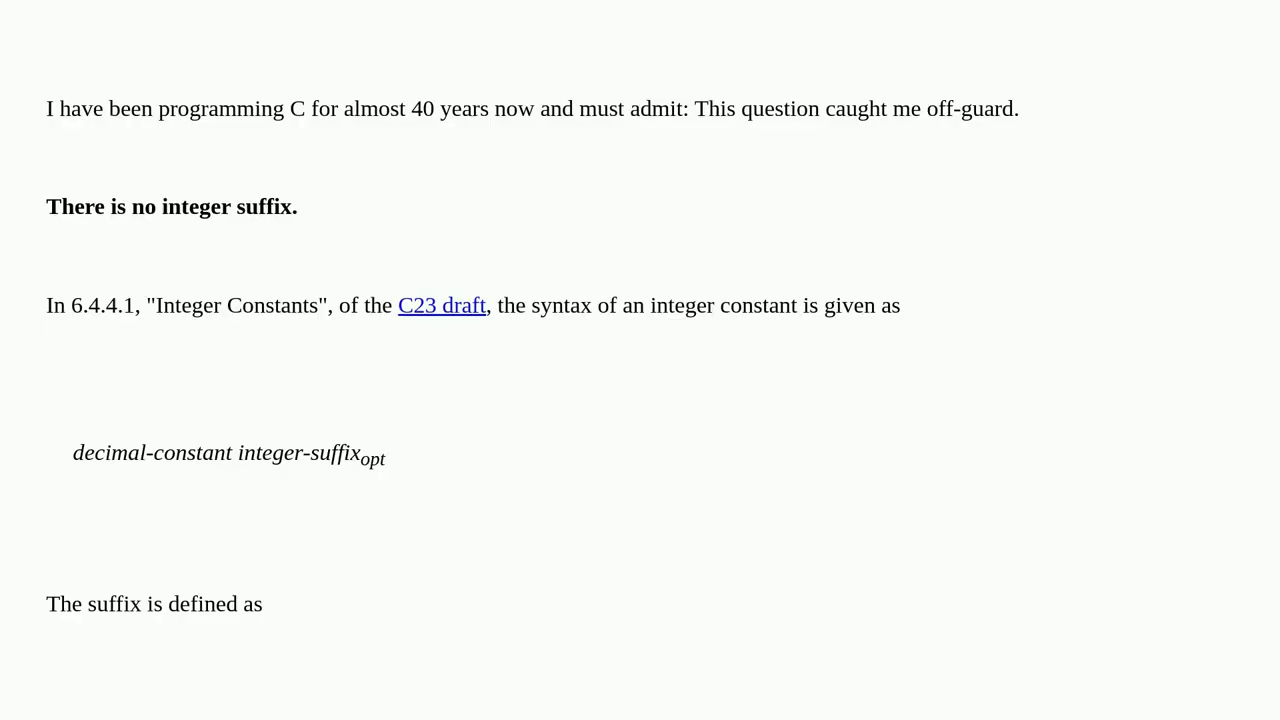 I have been programming C for almost 40 years now and must admit: This question caught me off-guard.
There is no integer suffix.
In 6.4.4.1, "Integer Constants", of the C23 draft, the syntax of an integer constant is given as
decimal-constant integer-suffixopt
The suffix is defined as